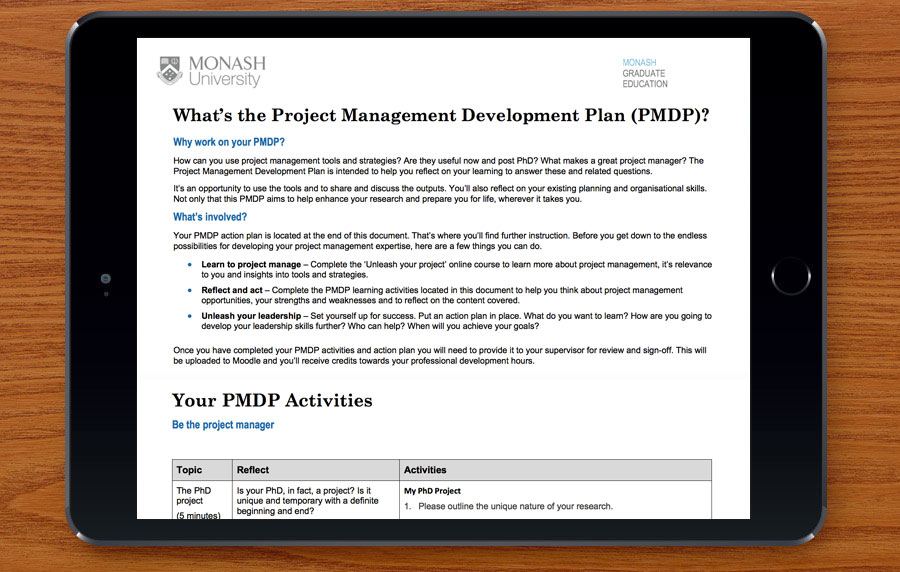 MONASH
University
MONASH
GRADUATE
EDUCATION
What's the Project Management Development Plan (PMDP)?
Why work on your PMDP?
How can you use project management tools and strategies? Are they useful now and post PhD? What makes a great project manager? The
Project Management Development Plan is intended to help you reflect on your learning to answer these and related questions.
It's an opportunity to use the tools and to share and discuss the outputs. You'll also reflect on your existing planning and organisational skills.
Not only that this PMDP aims to help enhance your research and prepare you for life, wherever it takes you.
What's involved?
Your PMDP action plan is located at the end of this document. That's where you'll find further instruction. Before you get down to the endless
possibilities for developing your project management expertise, here are a few things you can do.
• Learn to project manage – Complete the 'Unleash your project' online course to learn more about project management, it's relevance
to you and insights into tools and strategies.
• Reflect and act – Complete the PMDP learning activities located in this document to help you think about project management
opportunities, your strengths and weaknesses and to reflect on the content covered.
• Unleash your leadership – Set yourself up for success. Put an action plan in place. What do you want to learn? How are you going to
develop your leadership skills further? Who can help? When will you achieve your goals?
Once you have completed your PMDP activities and action plan you will need to provide it to your supervisor for review and sign-off. This will
be uploaded to Moodle and you'll receive credits towards your professional development hours.
Your PMDP Activities
Be the project manager
Topic Reflect Activities
The PhD
project
(5 minutes)
Is your PhD, in fact, a project? Is it
unique and temporary with a definite
beginning and end?
My PhD Project
1. Please outline the unique nature of your research.